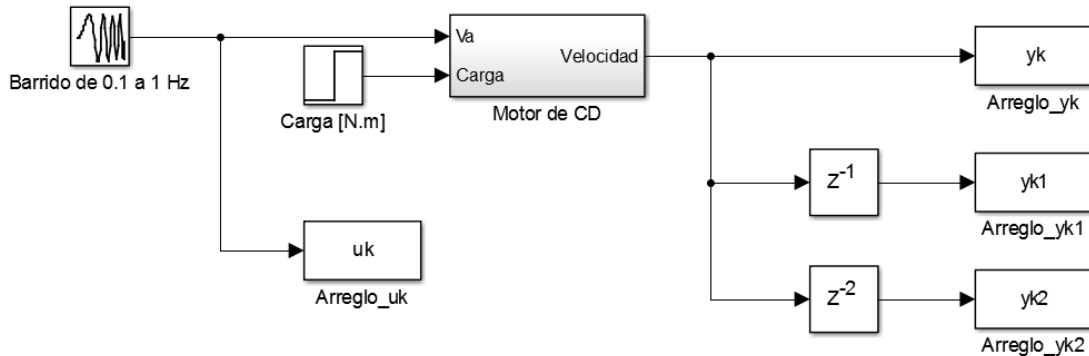 Barrido de 0.1 a 1 Hz
Carga [N.m]
Va
Carga
Velocidad
Motor de CD
uk
Arreglo_uk
yk
Arreglo_yk
z-1
yk1
Arreglo_yk1
z-2
yk2
Arreglo_yk2